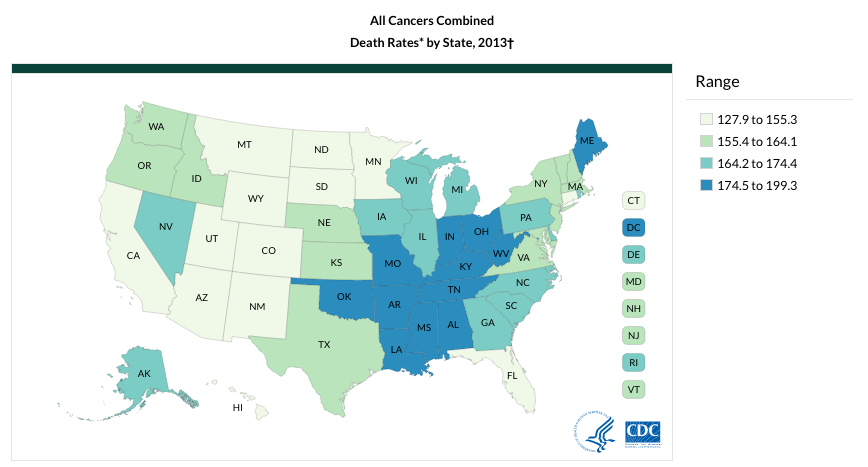 All Cancers Combined
Death Rates* by State, 2013†
Range
127.9 to 155.3
155.4 to 164.1
164.2 to 174.4
174.5 to 199.3
WA
MT
ND
MN
OR
ID
SD
WI
MI
WY
NY
MA
ME
NV
NE
IA
PA
UT
CO
IL
IN
OH
CA
KS
MO
WV
VA
KY
AZ
NM
OK
AR
TN
NC
SC
MS
AL
GA
TX
LA
FL
AK
HI
CT
DC
DE
MD
NH
NJ
RI
VT
CDC